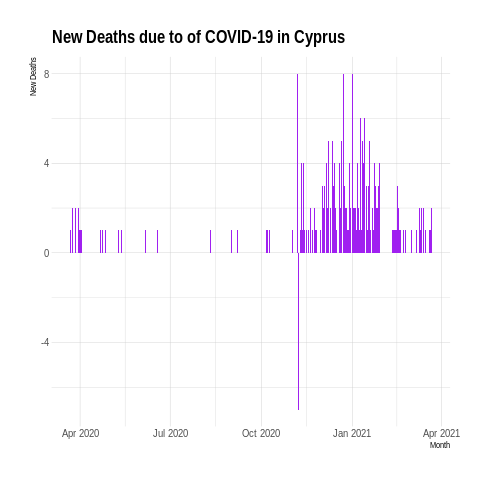 New Deaths due to of COVID-19 in Cyprus
New Deaths
8
4
0
-4
Apr 2020 Jul 2020 Oct 2020 Jan 2021 Apr 2021
Month